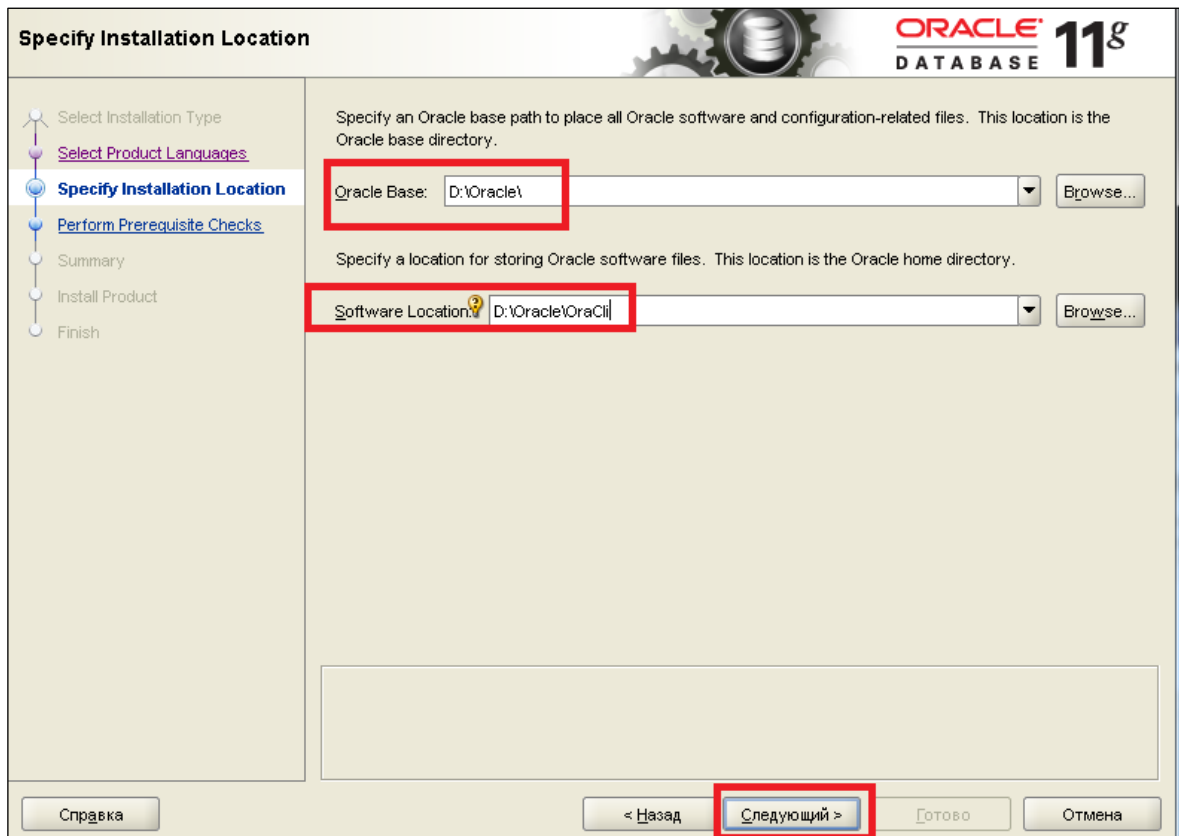 Specify Installation Location
ORACLE
DATABASE
11g
Select Installation Type
Select Product Languages
Specify Installation Location
Perform Prerequisite Checks
Summary
Install Product
Finish
Specify an Oracle base path to place all Oracle software and configuration-related files. This location is the
Oracle base directory.
Oracle Base: D:\Oracle\ Browse...
Specify a location for storing Oracle software files. This location is the Oracle home directory.
Software Location: D:\Oracle\OraCli Browse...
Справка < Назад Следующий > Готово Отмена